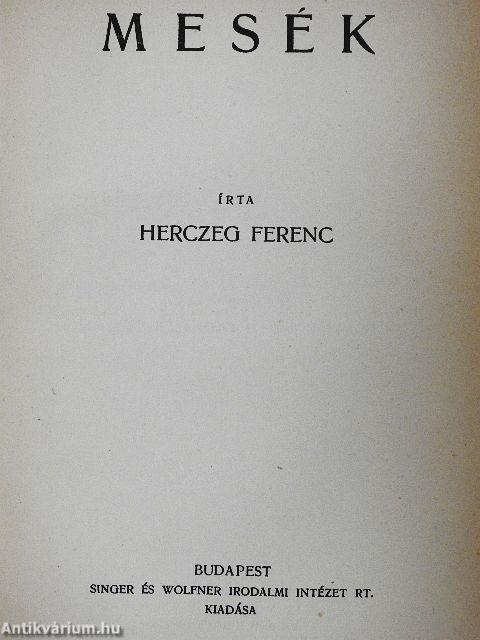 MESÉK
ÍRTA
HERCZEG FERENC
BUDAPEST
SINGER ÉS WOLFNER IRODALMI INTÉZET RT.
KIADÁSA
Antikvárium.hu